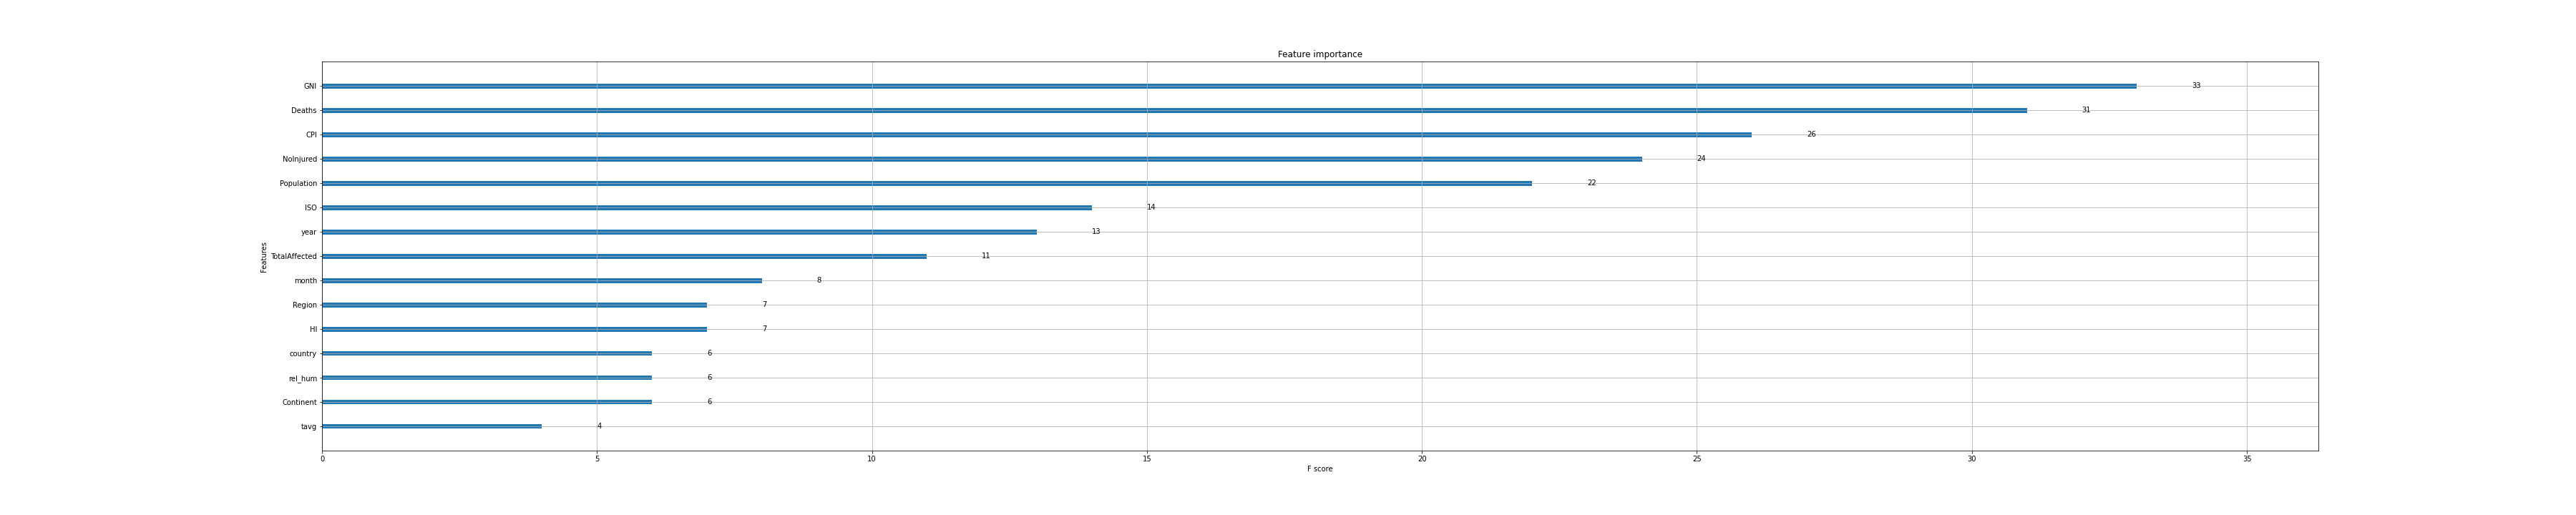 Feature importance
GNI 33
Deaths 31
CPI 26
NoInjured 24
Population 22
ISO 14
year 13
TotalAffected 11
month 8
Region 7
HI 7
country 6
rel_hum 6
Continent 6
tavg 4
Features
0 5 10 15 20 25 30 35
F score